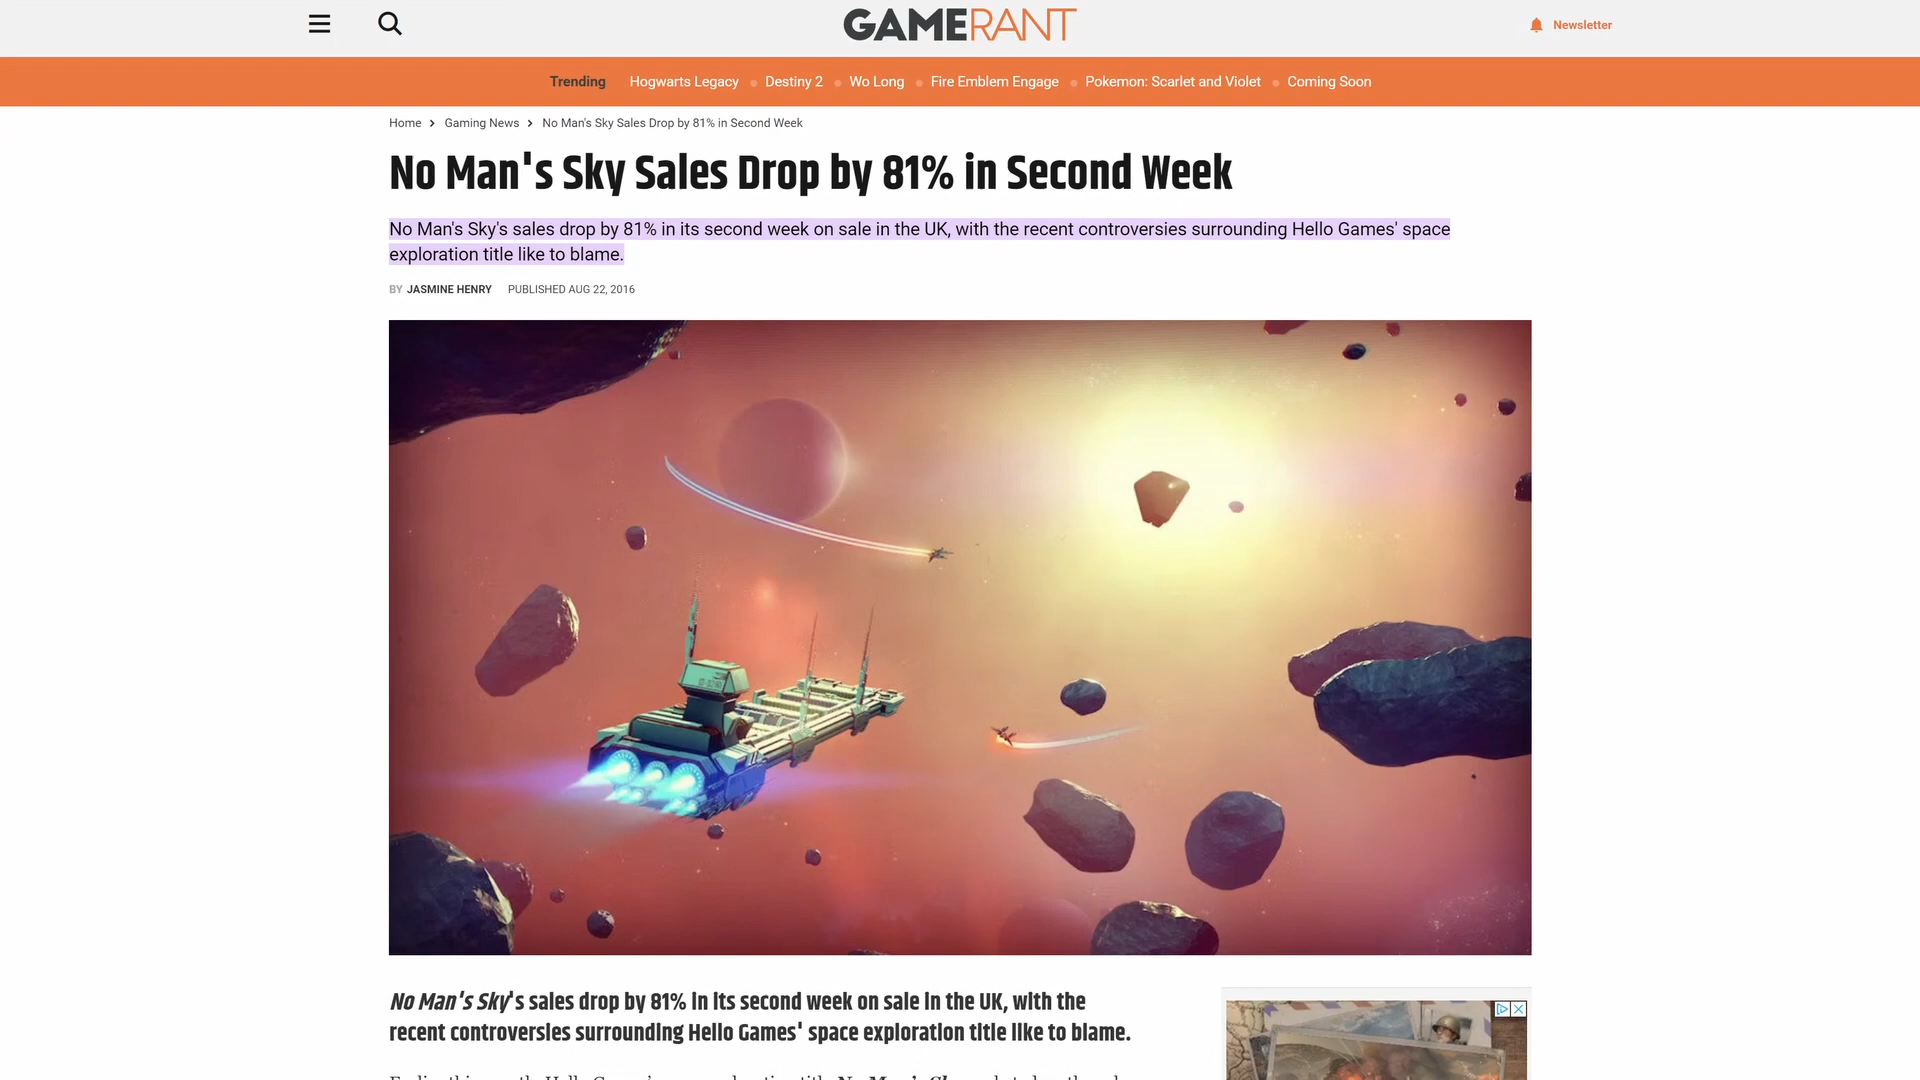 GAMERANT
Newsletter
Trending Hogwarts Legacy Destiny 2 Wo Long Fire Emblem Engage Pokemon: Scarlet and Violet Coming Soon
Home Gaming News No Man's Sky Sales Drop by 81% in Second Week
No Man's Sky Sales Drop by 81% in Second Week
No Man's Sky's sales drop by 81% in its second week on sale in the UK, with the recent controversies surrounding Hello Games' space
exploration title like to blame.
BY JASMINE HENRY PUBLISHED AUG 22, 2016
No Man's Sky's sales drop by 81% in its second week on sale in the UK, with the
recent controversies surrounding Hello Games' space exploration title like to blame.